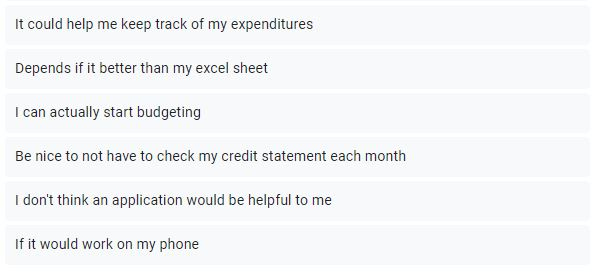 It could help me keep track of my expenditures
Depends if it better than my excel sheet
I can actually start budgeting
Be nice to not have to check my credit statement each month
I don't think an application would be helpful to me
If it would work on my phone